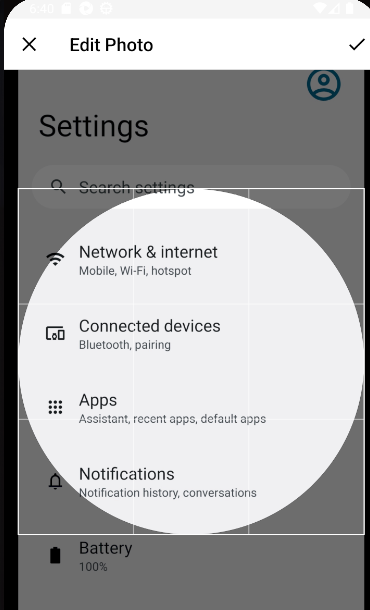 6:40
Edit Photo
Settings
Search settings
Network & internet
Mobile, Wi-Fi, hotspot
Connected devices
Bluetooth, pairing
Apps
Assistant, recent apps, default apps
Notifications
Notification history, conversations
Battery
100%